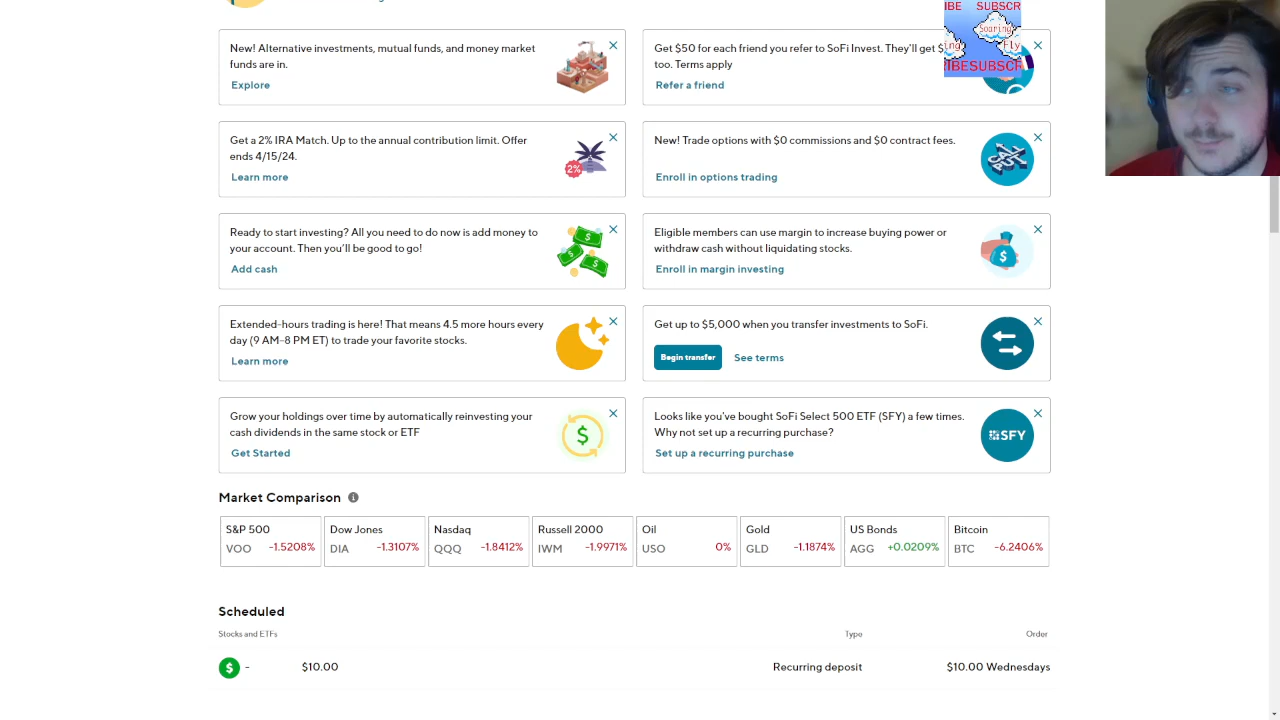 IBE SUBSCR
Soaring
ing
Fly
IBESUBSCR
New! Alternative investments, mutual funds, and money market
funds are in.
Explore
Get $50 for each friend you refer to SoFi Invest. They'll get $
too. Terms apply
Refer a friend
Get a 2% IRA Match. Up to the annual contribution limit. Offer
ends 4/15/24.
Learn more
2%
New! Trade options with $0 commissions and $0 contract fees.
Enroll in options trading
CALL
PUT
Ready to start investing? All you need to do now is add money to
your account. Then you'll be good to go!
Add cash
Eligible members can use margin to increase buying power or
withdraw cash without liquidating stocks.
Enroll in margin investing
Extended-hours trading is here! That means 4.5 more hours every
day (9 AM–8 PM ET) to trade your favorite stocks.
Learn more
Get up to $5,000 when you transfer investments to SoFi.
Begin transfer See terms
Grow your holdings over time by automatically reinvesting your
cash dividends in the same stock or ETF
Get Started
Looks like you've bought SoFi Select 500 ETF (SFY) a few times.
Why not set up a recurring purchase?
Set up a recurring purchase
SFY
Market Comparison
S&P 500
VOO -1.5208%
Dow Jones
DIA -1.3107%
Nasdaq
QQQ -1.8412%
Russell 2000
IWM -1.9971%
Oil
USO 0%
Gold
GLD -1.1874%
US Bonds
AGG +0.0209%
Bitcoin
BTC -6.2406%
Scheduled
Stocks and ETFs Type Order
$ - $10.00 Recurring deposit $10.00 Wednesdays